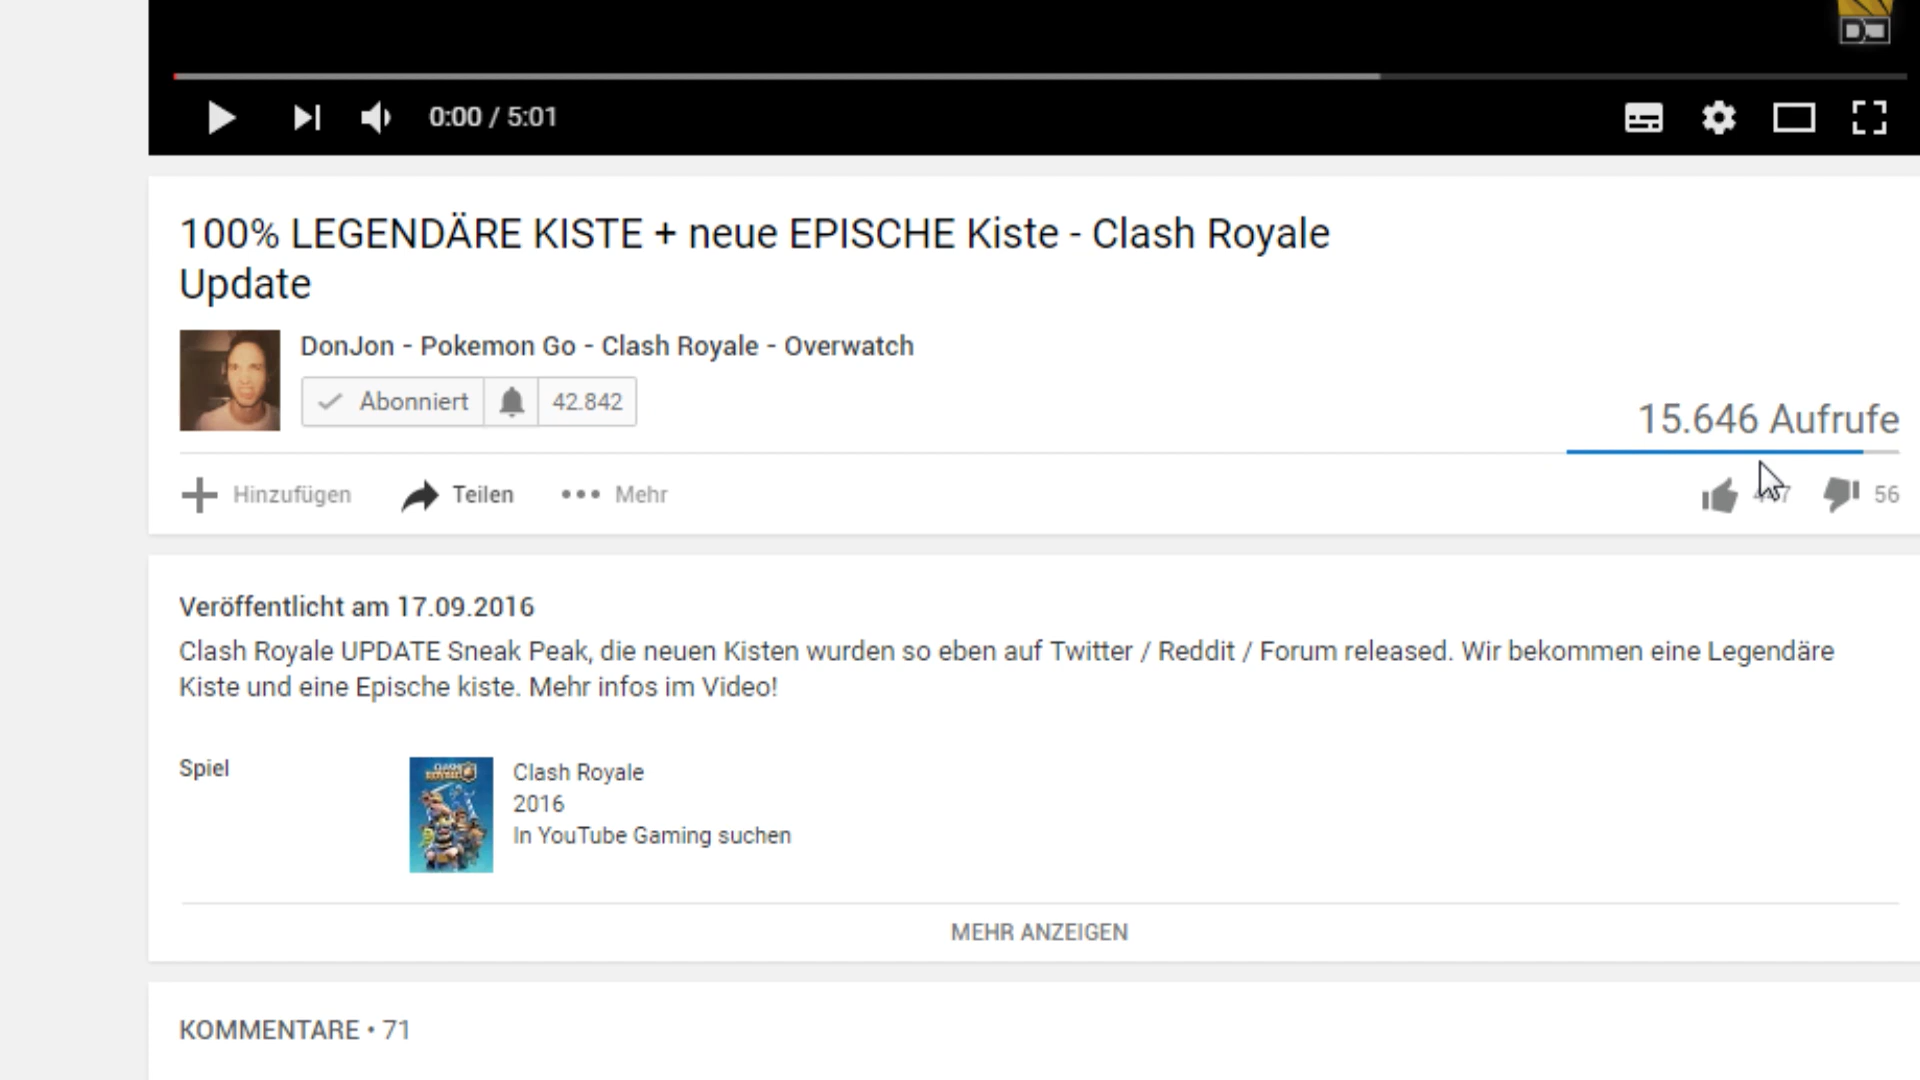 0:00 / 5:01
100% LEGENDÄRE KISTE + neue EPISCHE Kiste - Clash Royale
Update
DonJon - Pokemon Go - Clash Royale - Overwatch
Abonniert 42.842
15.646 Aufrufe
Hinzufügen Teilen Mehr 56
Veröffentlicht am 17.09.2016
Clash Royale UPDATE Sneak Peak, die neuen Kisten wurden so eben auf Twitter / Reddit / Forum released. Wir bekommen eine Legendäre
Kiste und eine Epische kiste. Mehr infos im Video!
Spiel
CLASH
ROYALE
Clash Royale
2016
In YouTube Gaming suchen
MEHR ANZEIGEN
KOMMENTARE • 71